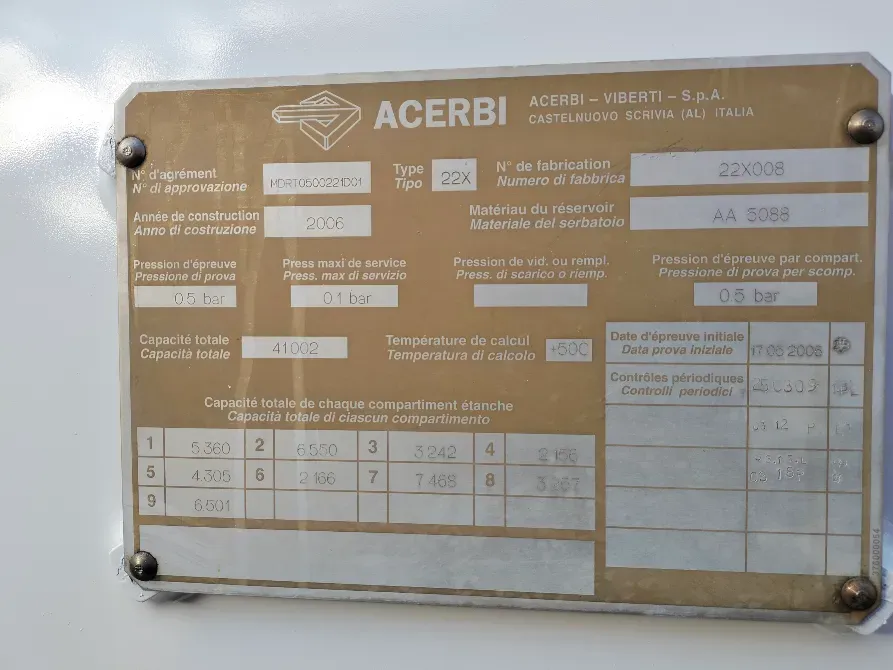 ACERBI
ACERBI – VIBERTI – S.p.A.
CASTELNUOVO SCRIVIA (AL) ITALIA
N° d'agrément
N° di approvazione
MDRT0500221D01
Type
Tipo
22X
N° de fabrication
Numero di fabbrica
22X008
Année de construction
Anno di costruzione
2006
Matériau du réservoir
Materiale del serbatoio
AA 5088
Pression d'épreuve
Pressione di prova
0.5 bar
Press maxi de service
Press. max di servizio
0.1 bar
Pression de vid. ou rempl.
Press. di scarico o riemp.
Pression d'épreuve par compart.
Pressione di prova per scomp.
0.5 bar
Capacité totale
Capacità totale
41002
Température de calcul
Temperatura di calcolo
+50C
Date d'épreuve initiale
Data prova iniziale
Contrôles périodiques
Controlli periodici
Capacité totale de chaque compartiment étanche
Capacità totale di ciascun compartimento
1 5.360 2 6.550 3 3.242 4
5 4.305 6 2.166 7 7.468 8
9 6.501